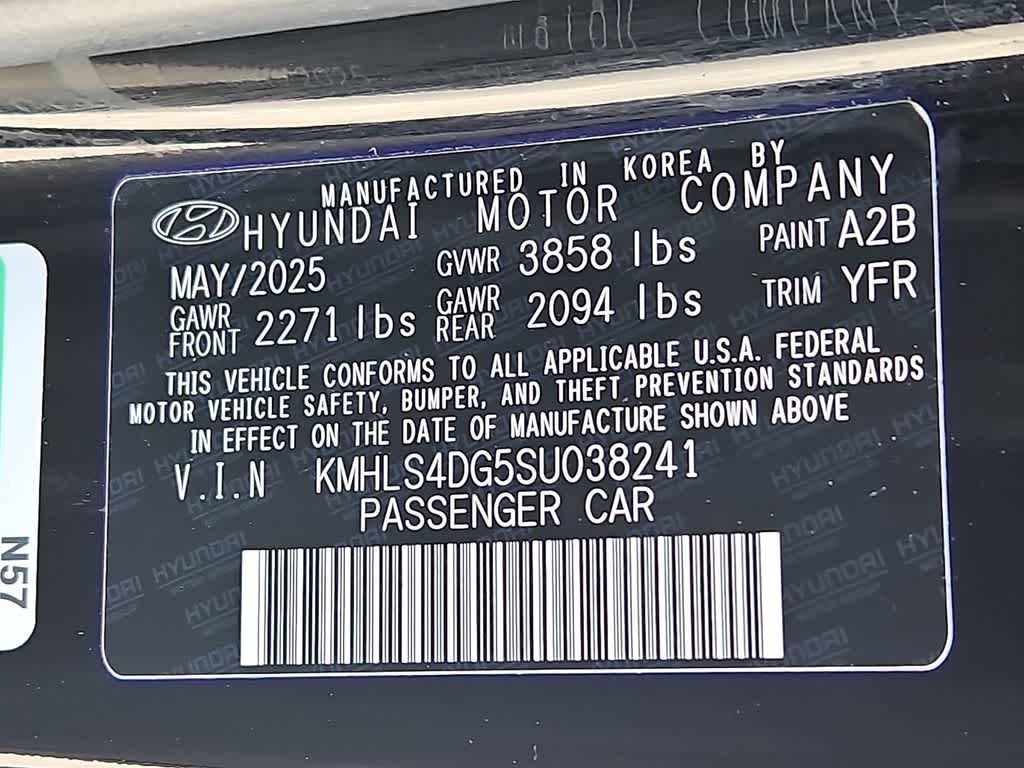 COMPANY
MANUFACTURED IN KOREA BY
HYUNDAI MOTOR COMPANY
MAY/2025 GVWR 3858 lbs PAINT A2B
GAWR FRONT 2271 lbs GAWR REAR 2094 lbs TRIM YFR
THIS VEHICLE CONFORMS TO ALL APPLICABLE U.S.A. FEDERAL
MOTOR VEHICLE SAFETY, BUMPER, AND THEFT PREVENTION STANDARDS
IN EFFECT ON THE DATE OF MANUFACTURE SHOWN ABOVE
V.I.N KMHLS4DG5SU038241
PASSENGER CAR
N57